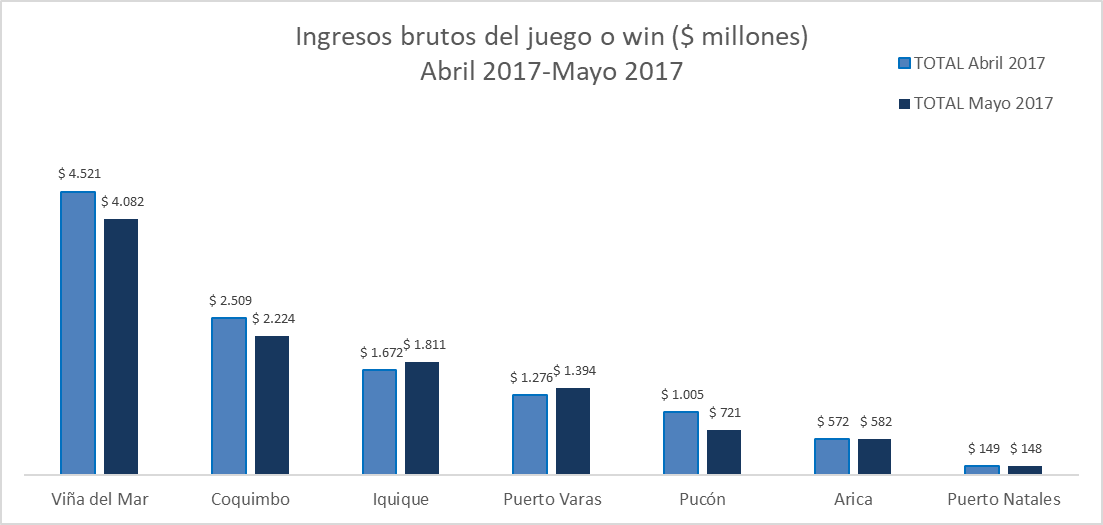 Ingresos brutos del juego o win ($ millones)
Abril 2017-Mayo 2017
TOTAL Abril 2017
TOTAL Mayo 2017
$ 4.521
$ 4.082
$ 2.509
$ 2.224
$ 1.672
$ 1.811
$ 1.276
$ 1.394
$ 1.005
$ 721
$ 572
$ 582
$ 149
$ 148
Viña del Mar
Coquimbo
Iquique
Puerto Varas
Pucón
Arica
Puerto Natales